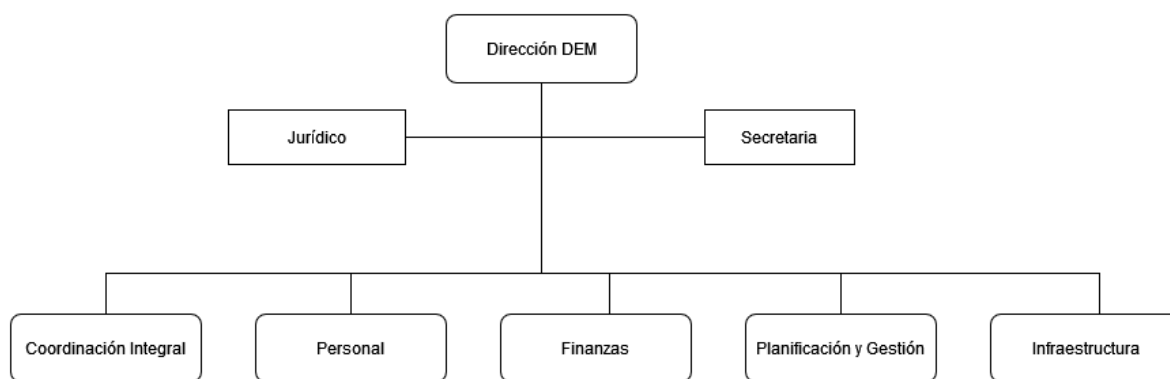 Dirección DEM
Jurídico
Secretaria
Coordinación Integral
Personal
Finanzas
Planificación y Gestión
Infraestructura